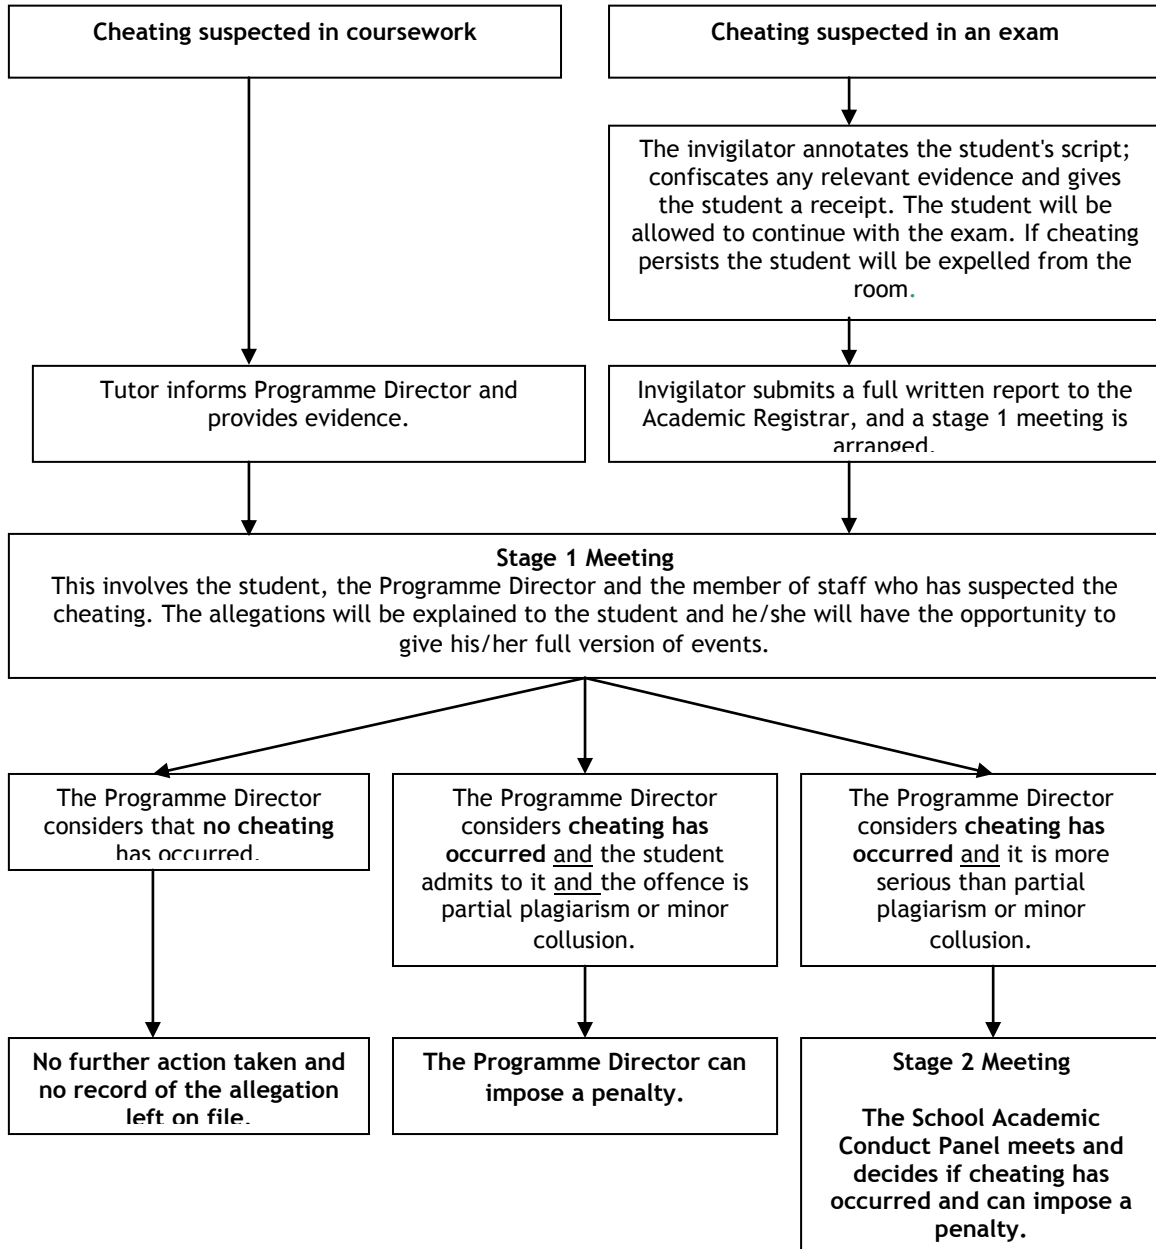 Cheating suspected in coursework
Cheating suspected in an exam
The invigilator annotates the student's script;
confiscates any relevant evidence and gives
the student a receipt. The student will be
allowed to continue with the exam. If cheating
persists the student will be expelled from the
room.
Tutor informs Programme Director and
provides evidence.
Invigilator submits a full written report to the
Academic Registrar, and a stage 1 meeting is
arranged.
Stage 1 Meeting
This involves the student, the Programme Director and the member of staff who has suspected the
cheating. The allegations will be explained to the student and he/she will have the opportunity to
give his/her full version of events.
The Programme Director
considers that no cheating
has occurred.
The Programme Director
considers cheating has
occurred and the student
admits to it and the offence is
partial plagiarism or minor
collusion.
The Programme Director
considers cheating has
occurred and it is more
serious than partial
plagiarism or minor
collusion.
No further action taken and
no record of the allegation
left on file.
The Programme Director can
impose a penalty.
Stage 2 Meeting
The School Academic
Conduct Panel meets and
decides if cheating has
occurred and can impose a
penalty.